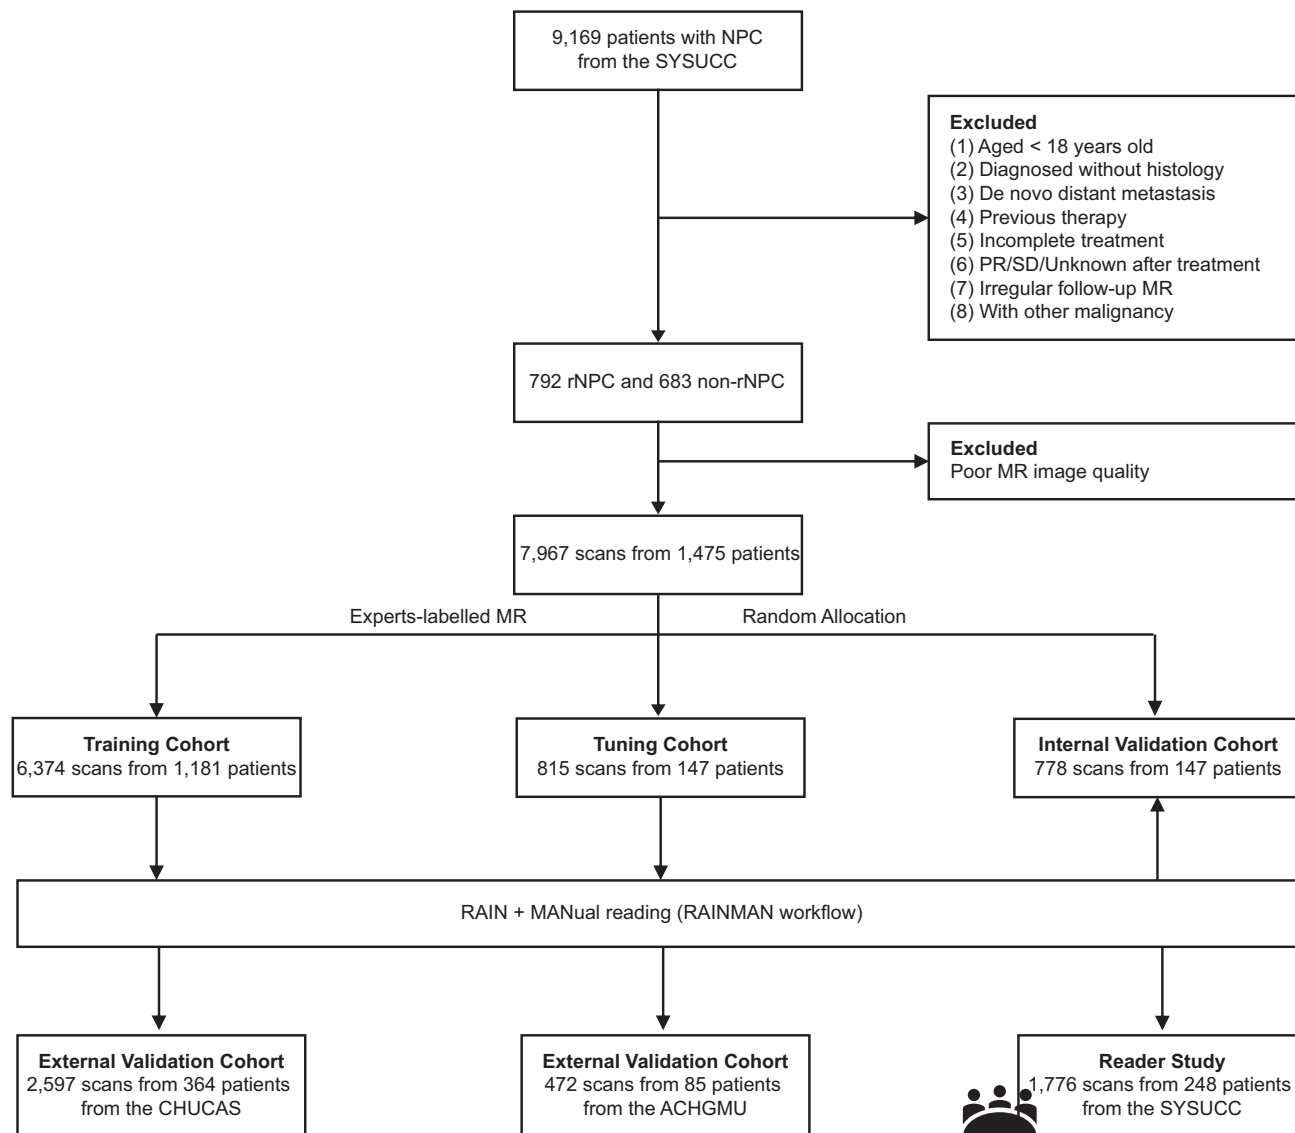 9,169 patients with NPC
from the SYSUCC
Excluded
(1) Aged < 18 years old
(2) Diagnosed without histology
(3) De novo distant metastasis
(4) Previous therapy
(5) Incomplete treatment
(6) PR/SD/Unknown after treatment
(7) Irregular follow-up MR
(8) With other malignancy
792 rNPC and 683 non-rNPC
Excluded
Poor MR image quality
7,967 scans from 1,475 patients
Experts-labelled MR
Random Allocation
Training Cohort
6,374 scans from 1,181 patients
Tuning Cohort
815 scans from 147 patients
Internal Validation Cohort
778 scans from 147 patients
RAIN + MANual reading (RAINMAN workflow)
External Validation Cohort
2,597 scans from 364 patients
from the CHUCAS
External Validation Cohort
472 scans from 85 patients
from the ACHGMU
Reader Study
1,776 scans from 248 patients
from the SYSUCC